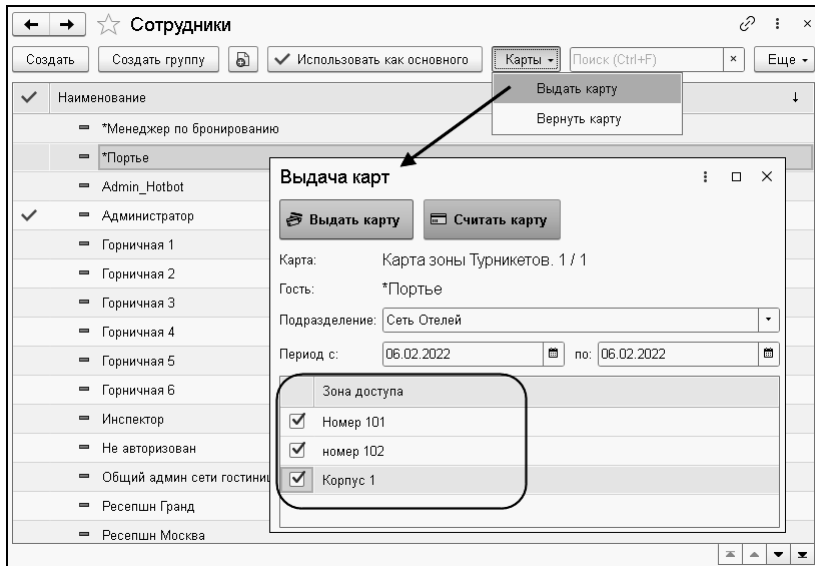 Сотрудники
Создать Создать группу Использовать как основного Карты Поиск (Ctrl+F) × Еще
Выдать карту
Вернуть карту
Наименование
*Менеджер по бронированию
*Портье
Admin_Hotbot
Администратор
Горничная 1
Горничная 2
Горничная 3
Горничная 4
Горничная 5
Горничная 6
Инспектор
Не авторизован
Общий админ сети гостиниц
Ресепшн Гранд
Ресепшн Москва
Выдача карт
Выдать карту Считать карту
Карта: Карта зоны Турникетов. 1 / 1
Гость: *Портье
Подразделение: Сеть Отелей
Период с: 06.02.2022 по: 06.02.2022
Зона доступа
Номер 101
номер 102
Корпус 1